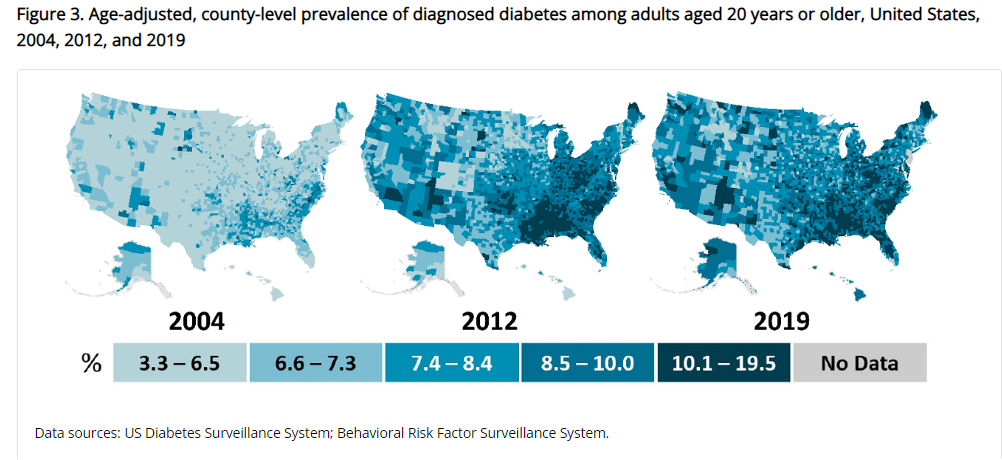 Figure 3. Age-adjusted, county-level prevalence of diagnosed diabetes among adults aged 20 years or older, United States,
2004, 2012, and 2019
2004 2012 2019
% 3.3 – 6.5 6.6 – 7.3 7.4 – 8.4 8.5 – 10.0 10.1 – 19.5 No Data
Data sources: US Diabetes Surveillance System; Behavioral Risk Factor Surveillance System.